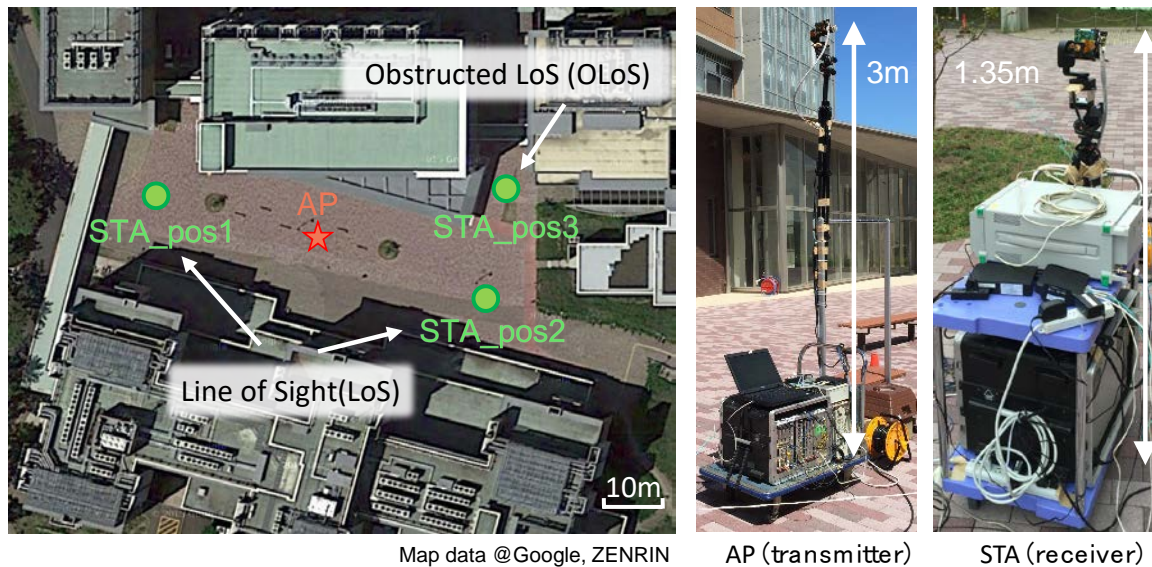 Obstructed LoS (OLoS)
AP
STA_pos1
STA_pos3
STA_pos2
Line of Sight(LoS)
10m
Map data @Google, ZENRIN
3m
AP (transmitter)
1.35m
STA (receiver)